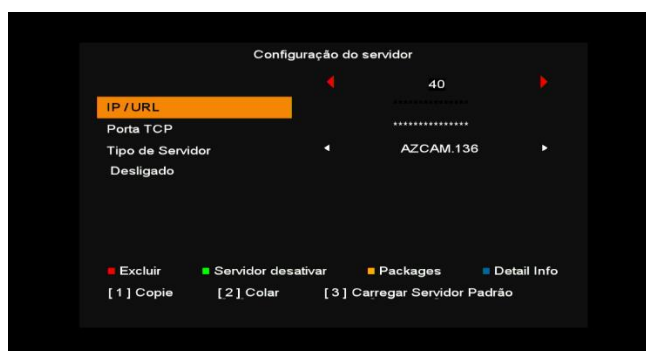 Configuração do servidor
40
IP / URL ***************
Porta TCP ***************
Tipo de Servidor AZCAM.136
Desligado
Excluir Servidor desativar Packages Detail Info
[ 1 ] Copie [ 2 ] Colar [ 3 ] Carregar Servidor Padrão